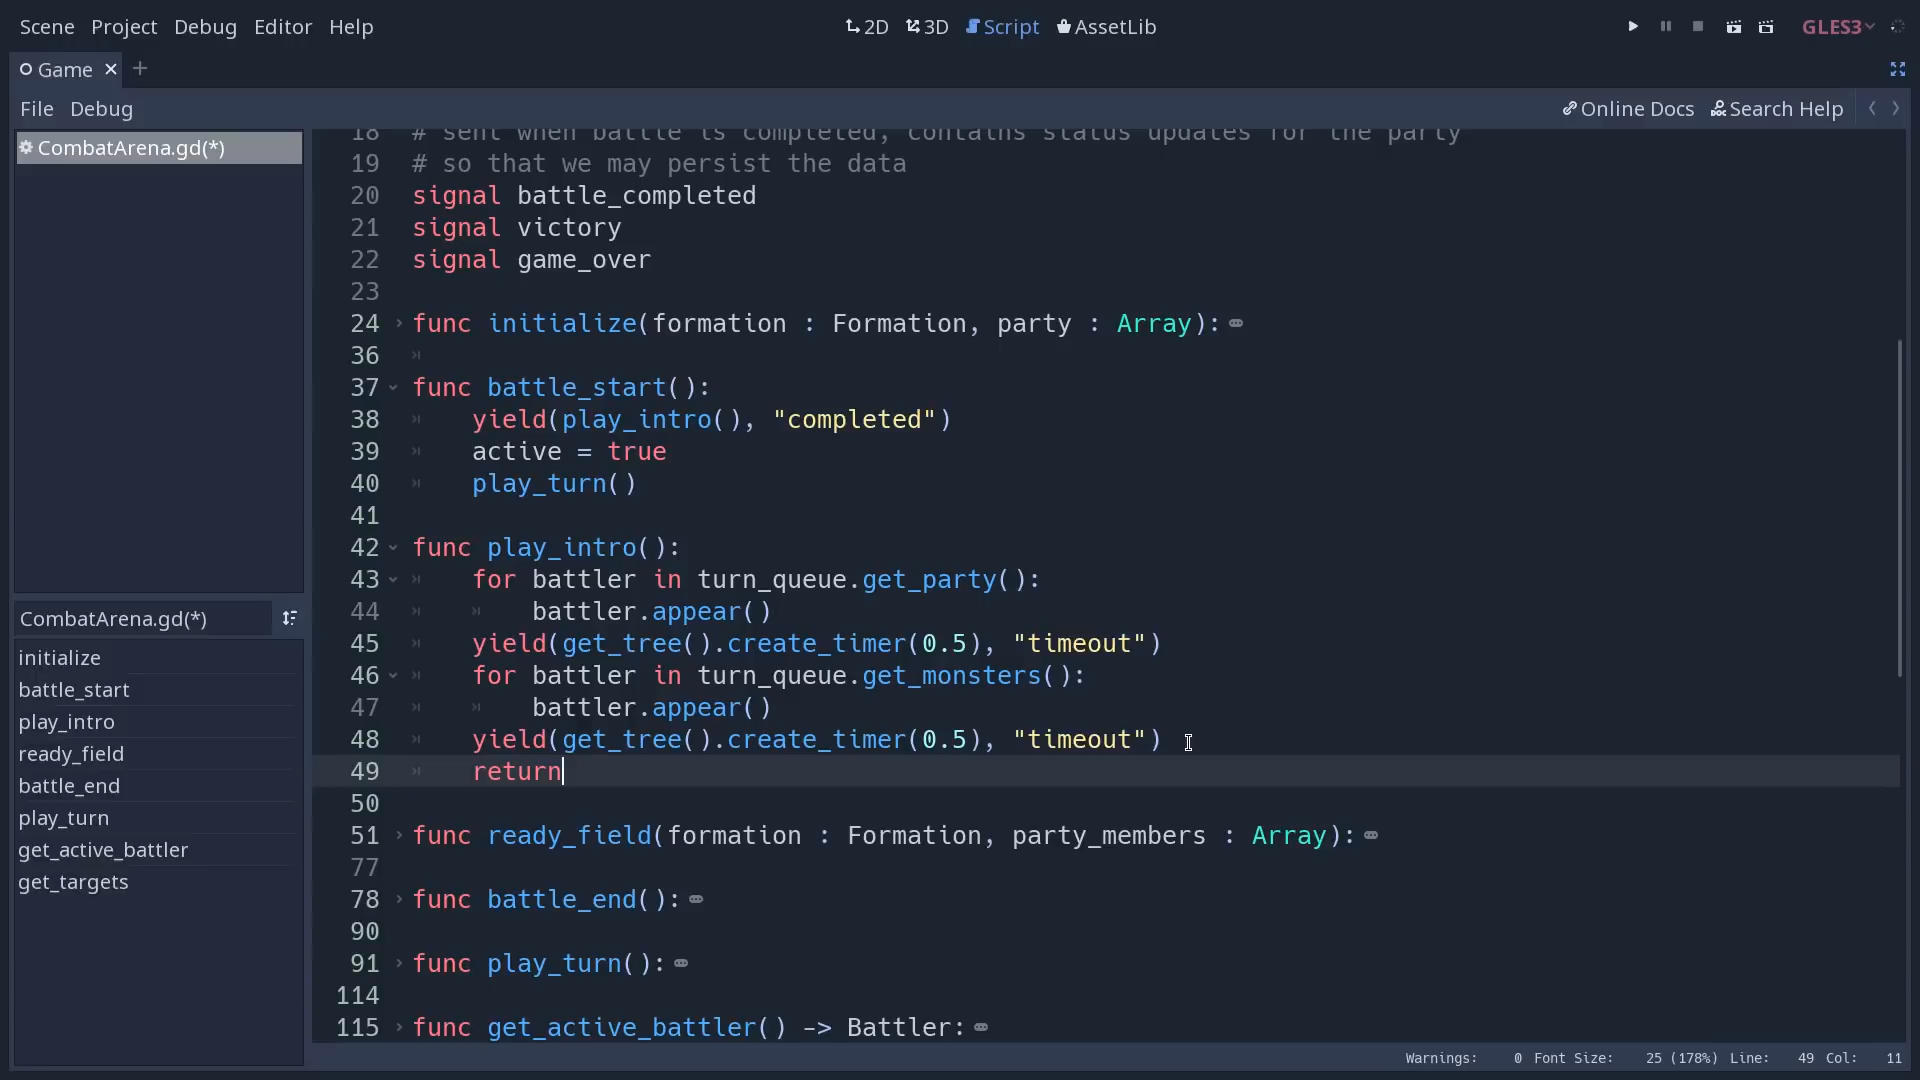 Scene Project Debug Editor Help 2D 3D Script AssetLib GLES3
Game
File Debug Online Docs Search Help
CombatArena.gd(*)
CombatArena.gd(*)
initialize
battle_start
play_intro
ready_field
battle_end
play_turn
get_active_battler
get_targets
18 # sent when battle is completed, contains status updates for the party
19 # so that we may persist the data
20 signal battle_completed
21 signal victory
22 signal game_over
23
24 func initialize(formation : Formation, party : Array):
36
37 func battle_start():
38 yield(play_intro(), "completed")
39 active = true
40 play_turn()
41
42 func play_intro():
43 for battler in turn_queue.get_party():
44 battler.appear()
45 yield(get_tree().create_timer(0.5), "timeout")
46 for battler in turn_queue.get_monsters():
47 battler.appear()
48 yield(get_tree().create_timer(0.5), "timeout")
49 return
50
51 func ready_field(formation : Formation, party_members : Array):
77
78 func battle_end():
90
91 func play_turn():
114
115 func get_active_battler() -> Battler:
Warnings: 0 Font Size: 25 (178%) Line: 49 Col: 11